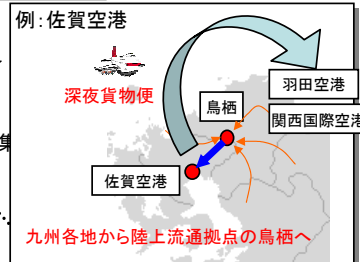 例：佐賀空港
深夜貨物便
羽田空港
鳥栖
関西国際空港
集
佐賀空港
九州各地から陸上流通拠点の鳥栖へ